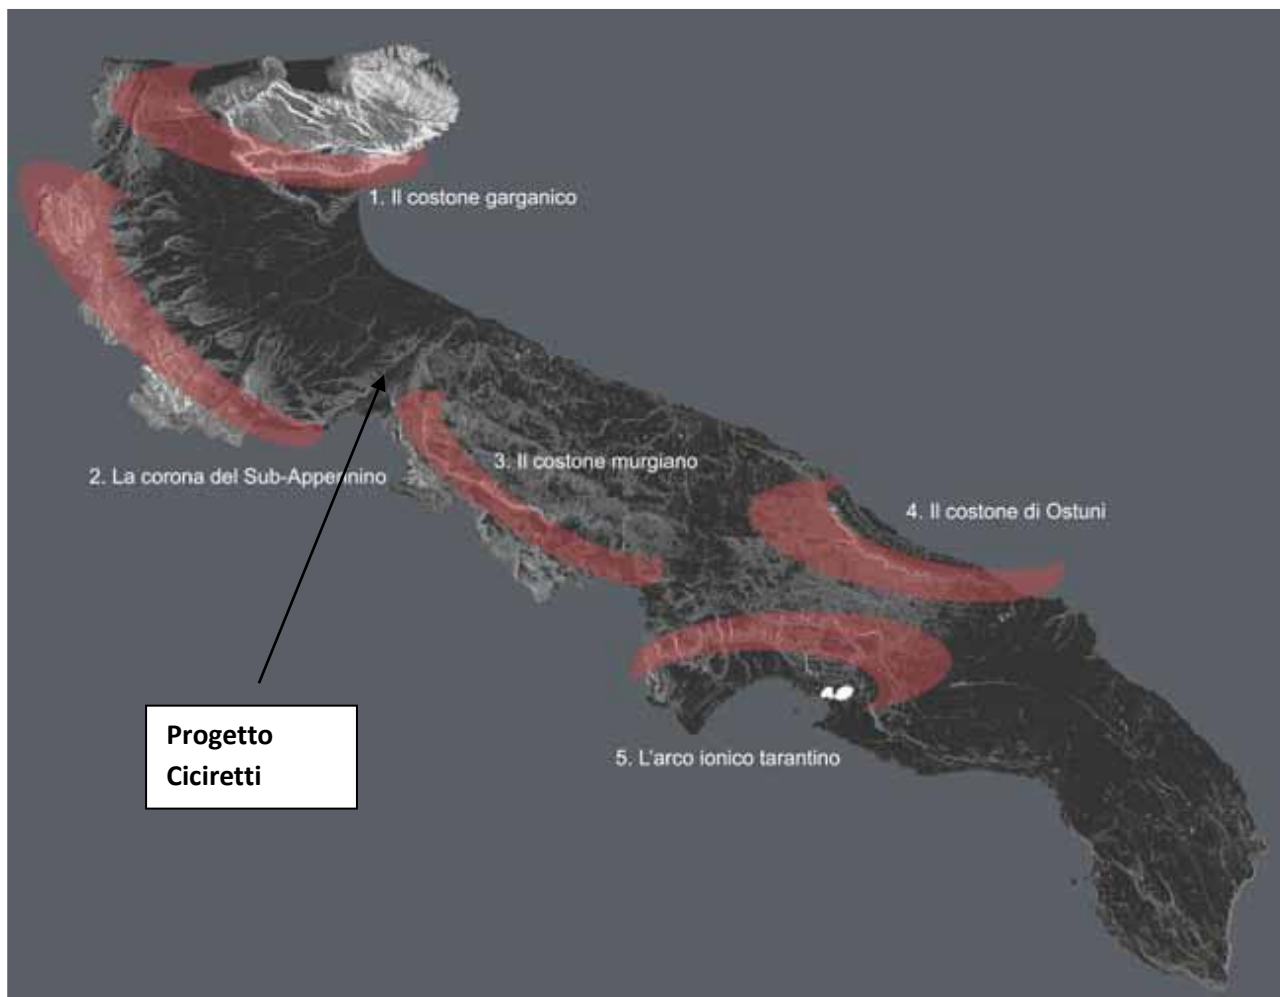 1. Il costone garganico
2. La corona del Sub-Appennino
3. Il costone murgiano
4. Il costone di Ostuni
5. L'arco ionico tarantino
Progetto
Ciciretti